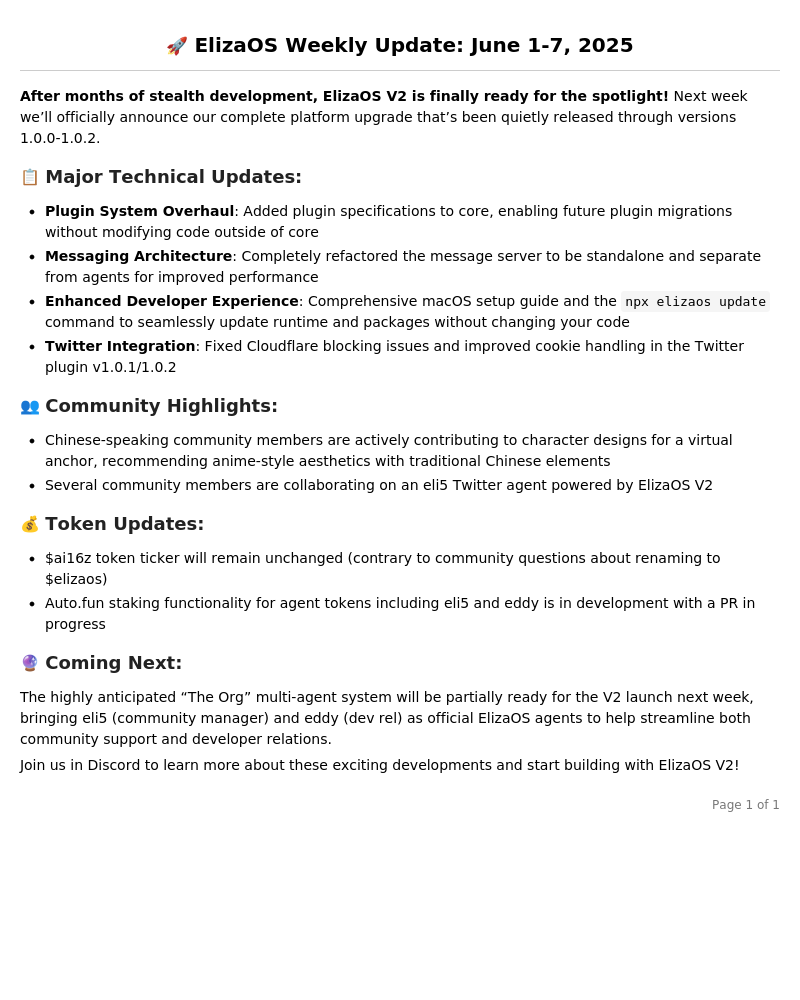 🚀 ElizaOS Weekly Update: June 1-7, 2025
After months of stealth development, ElizaOS V2 is finally ready for the spotlight! Next week
we’ll officially announce our complete platform upgrade that’s been quietly released through versions
1.0.0-1.0.2.
📋 Major Technical Updates:
• Plugin System Overhaul: Added plugin specifications to core, enabling future plugin migrations
without modifying code outside of core
• Messaging Architecture: Completely refactored the message server to be standalone and separate
from agents for improved performance
• Enhanced Developer Experience: Comprehensive macOS setup guide and the npx elizaos update
command to seamlessly update runtime and packages without changing your code
• Twitter Integration: Fixed Cloudflare blocking issues and improved cookie handling in the Twitter
plugin v1.0.1/1.0.2
👥 Community Highlights:
• Chinese-speaking community members are actively contributing to character designs for a virtual
anchor, recommending anime-style aesthetics with traditional Chinese elements
• Several community members are collaborating on an eli5 Twitter agent powered by ElizaOS V2
💰 Token Updates:
• $ai16z token ticker will remain unchanged (contrary to community questions about renaming to
$elizaos)
• Auto.fun staking functionality for agent tokens including eli5 and eddy is in development with a PR in
progress
🔮 Coming Next:
The highly anticipated “The Org” multi-agent system will be partially ready for the V2 launch next week,
bringing eli5 (community manager) and eddy (dev rel) as official ElizaOS agents to help streamline both
community support and developer relations.
Join us in Discord to learn more about these exciting developments and start building with ElizaOS V2!
Page 1 of 1